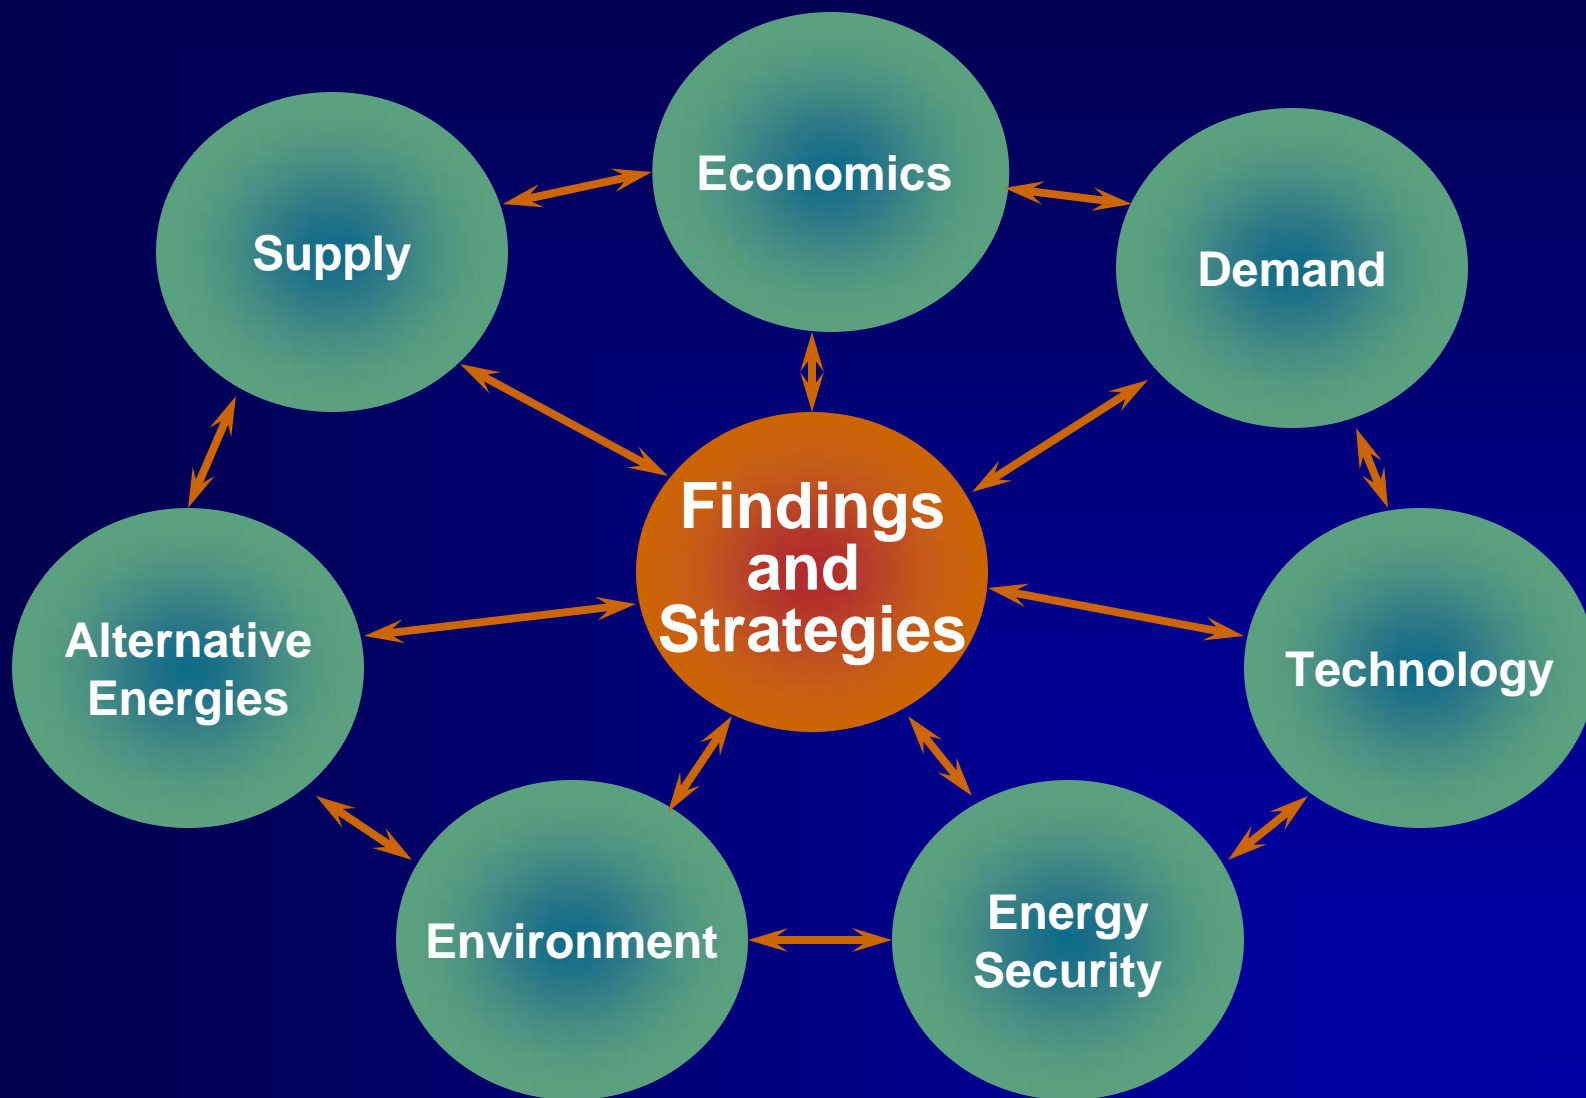 Economics
Supply
Demand
Findings
and
Strategies
Alternative
Energies
Technology
Environment
Energy
Security